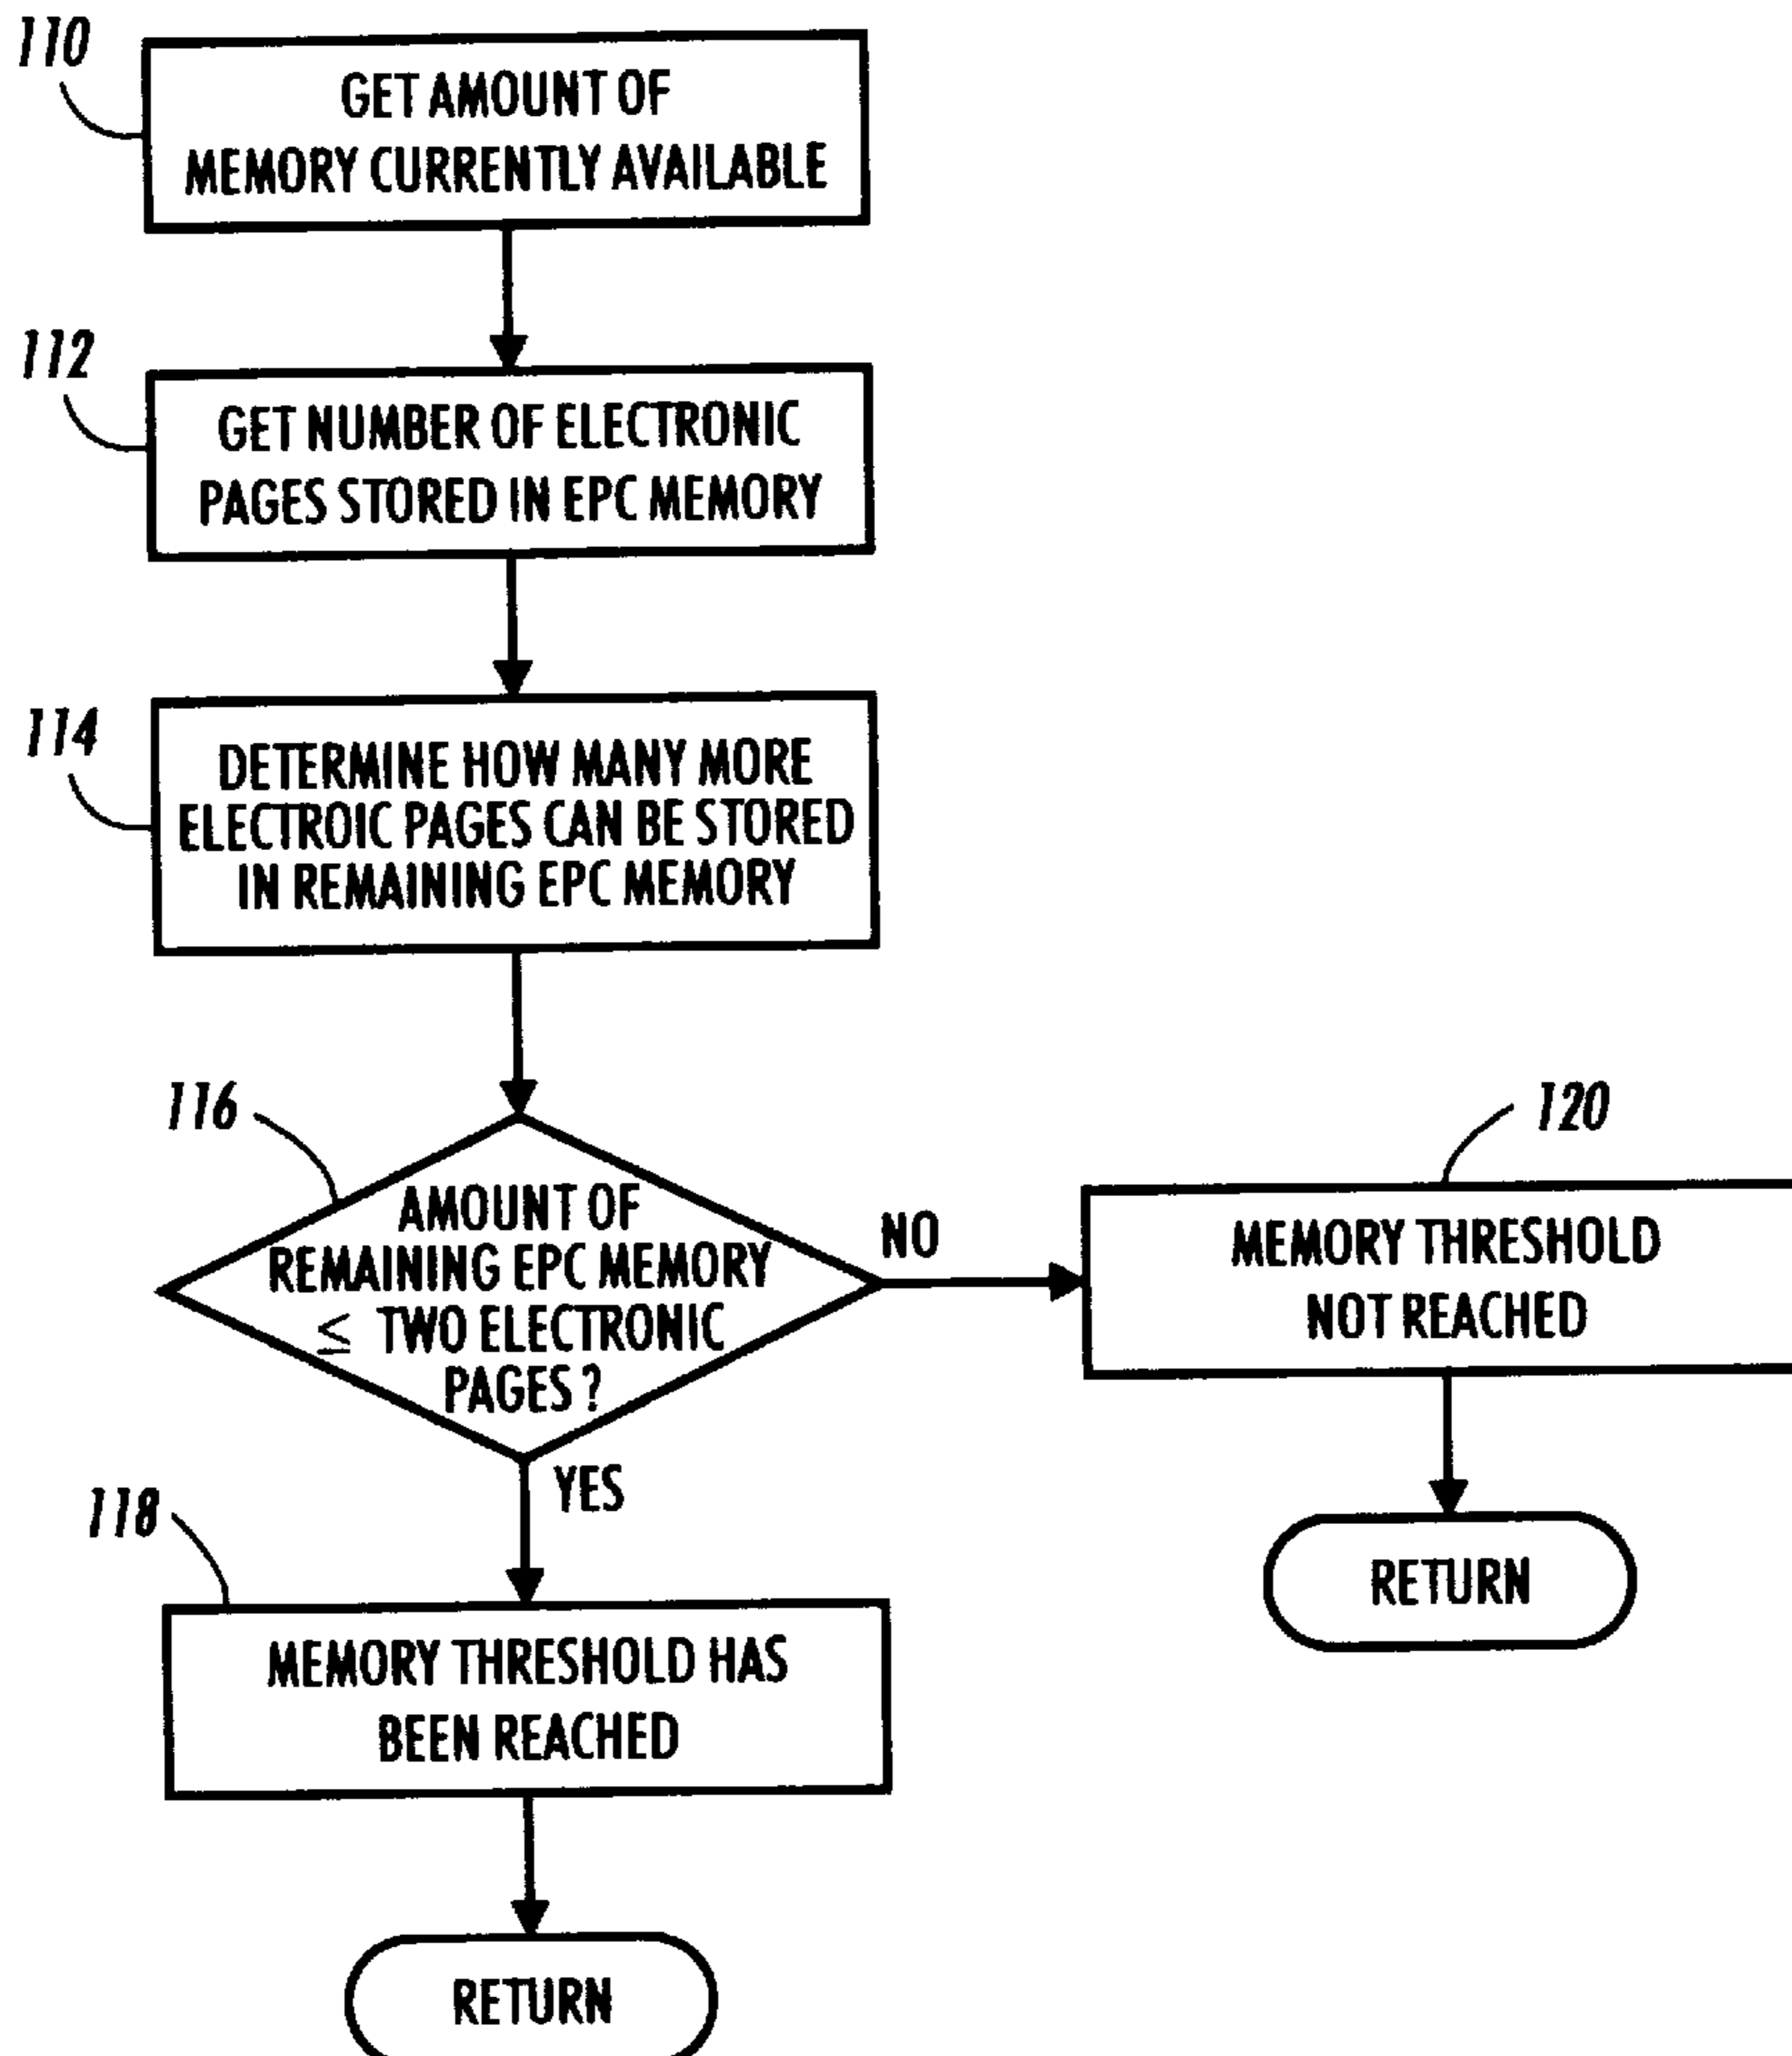 110
GET AMOUNT OF
MEMORY CURRENTLY AVAILABLE
112
GET NUMBER OF ELECTRONIC
PAGES STORED IN EPC MEMORY
114
DETERMINE HOW MANY MORE
ELECTROIC PAGES CAN BE STORED
IN REMAINING EPC MEMORY
116
AMOUNT OF
REMAINING EPC MEMORY
≤ TWO ELECTRONIC
PAGES?
NO
120
MEMORY THRESHOLD
NOT REACHED
RETURN
YES
118
MEMORY THRESHOLD HAS
BEEN REACHED
RETURN